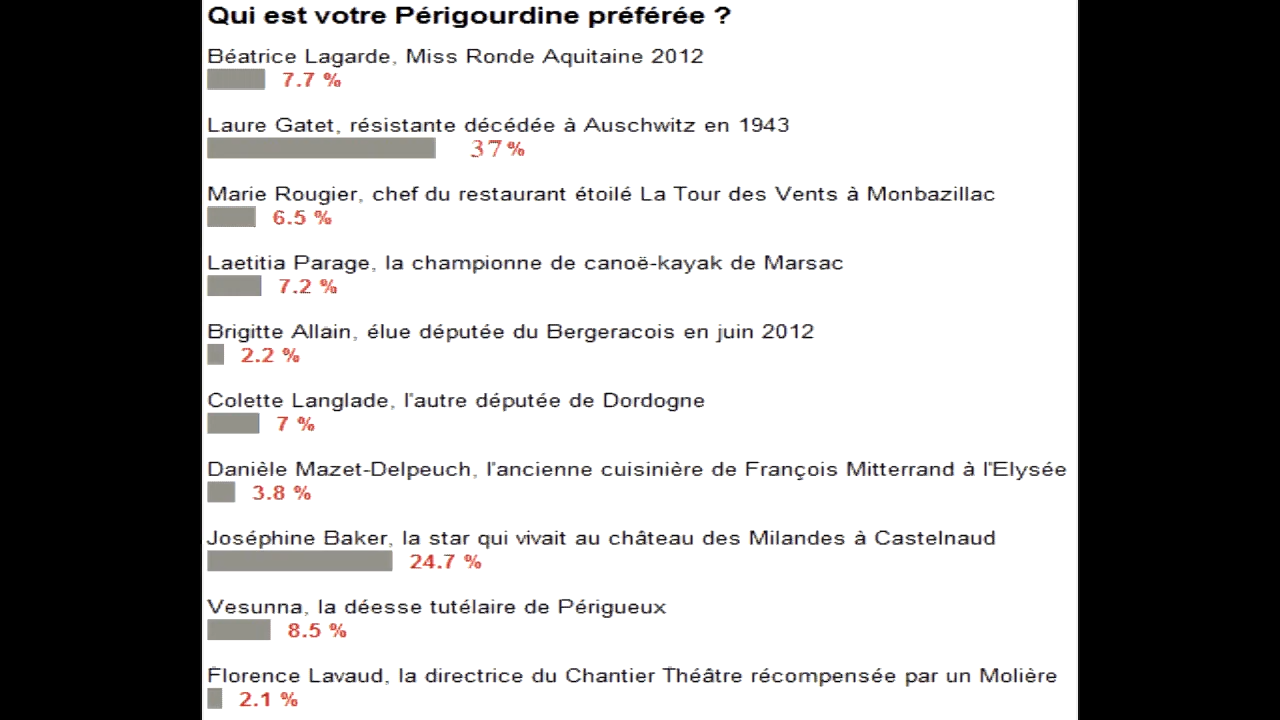 Qui est votre Périgourdine préférée ?
Béatrice Lagarde, Miss Ronde Aquitaine 2012
7.7 %
Laure Gatet, résistante décédée à Auschwitz en 1943
37%
Marie Rougier, chef du restaurant étoilé La Tour des Vents à Monbazillac
6.5 %
Laetitia Parage, la championne de canoë-kayak de Marsac
7.2 %
Brigitte Allain, élue députée du Bergeracois en juin 2012
2.2 %
Colette Langlade, l'autre députée de Dordogne
7 %
Danièle Mazet-Delpeuch, l'ancienne cuisinière de François Mitterrand à l'Elysée
3.8 %
Joséphine Baker, la star qui vivait au château des Milandes à Castelnaud
24.7 %
Vesunna, la déesse tutélaire de Périgueux
8.5 %
Florence Lavaud, la directrice du Chantier Théâtre récompensée par un Molière
2.1 %